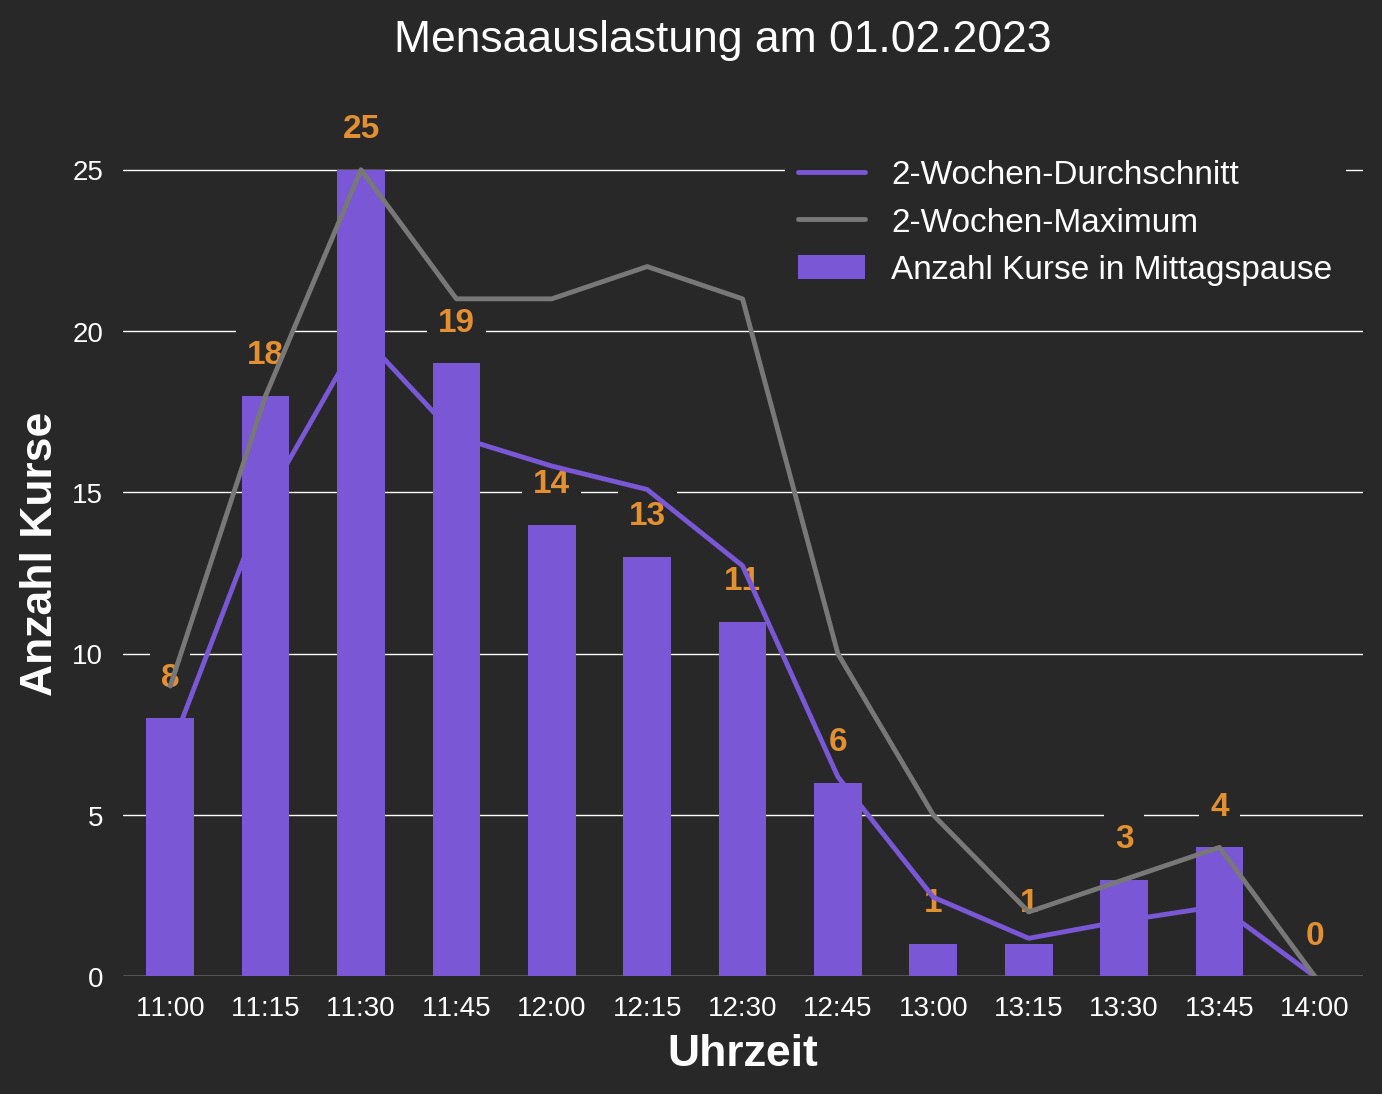 Mensaauslastung am 01.02.2023
2-Wochen-Durchschnitt
2-Wochen-Maximum
Anzahl Kurse in Mittagspause
Anzahl Kurse
25
20
15
10
5
0
8
18
25
19
14
13
11
6
1
1
3
4
0
11:00 11:15 11:30 11:45 12:00 12:15 12:30 12:45 13:00 13:15 13:30 13:45 14:00
Uhrzeit